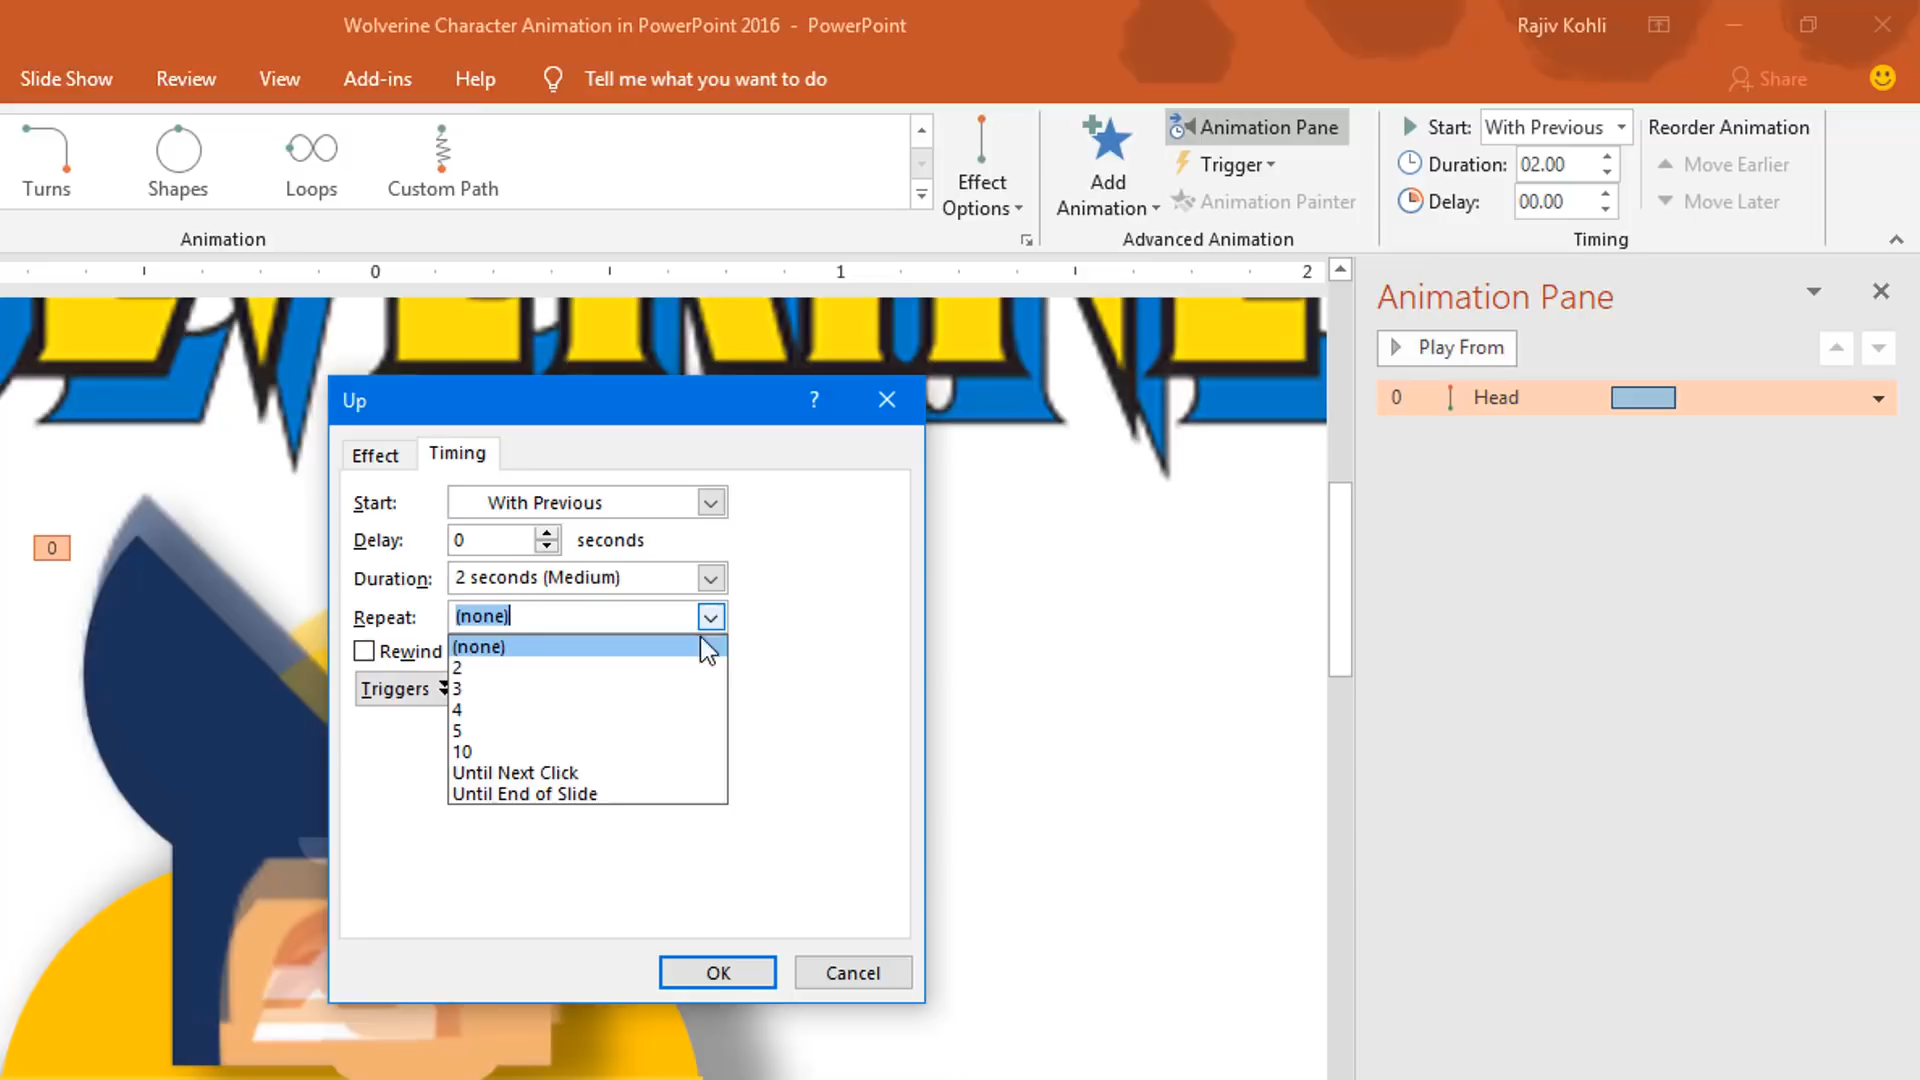 Wolverine Character Animation in PowerPoint 2016 - PowerPoint
Rajiv Kohli
Slide Show
Review
View
Add-ins
Help
Tell me what you want to do
Share
Turns
Shapes
Loops
Custom Path
Effect
Options
Add
Animation
Animation Pane
Trigger
Animation Painter
Start: With Previous
Duration: 02.00
Delay: 00.00
Reorder Animation
Move Earlier
Move Later
Animation
Advanced Animation
Timing
0 1 2
Animation Pane
Play From
0 Head
0
Up
?
Effect
Timing
Start: With Previous
Delay: 0 seconds
Duration: 2 seconds (Medium)
Repeat: (none)
Rewind
Triggers
(none)
2
3
4
5
10
Until Next Click
Until End of Slide
OK
Cancel